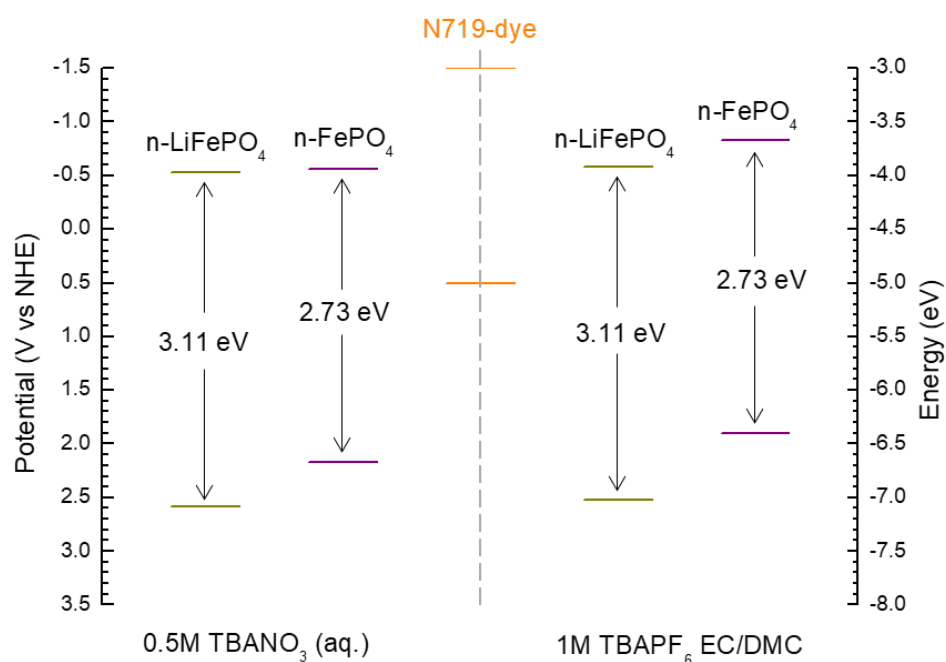 N719-dye
-1.5
-1.0
-0.5
0.0
0.5
1.0
1.5
2.0
2.5
3.0
3.5
Potential (V vs NHE)
n-LiFePO₄
n-FePO₄
3.11 eV
2.73 eV
0.5M TBANO₃ (aq.)
n-LiFePO₄
n-FePO₄
3.11 eV
2.73 eV
1M TBAPF₆ EC/DMC
-3.0
-3.5
-4.0
-4.5
-5.0
-5.5
-6.0
-6.5
-7.0
-7.5
-8.0
Energy (eV)